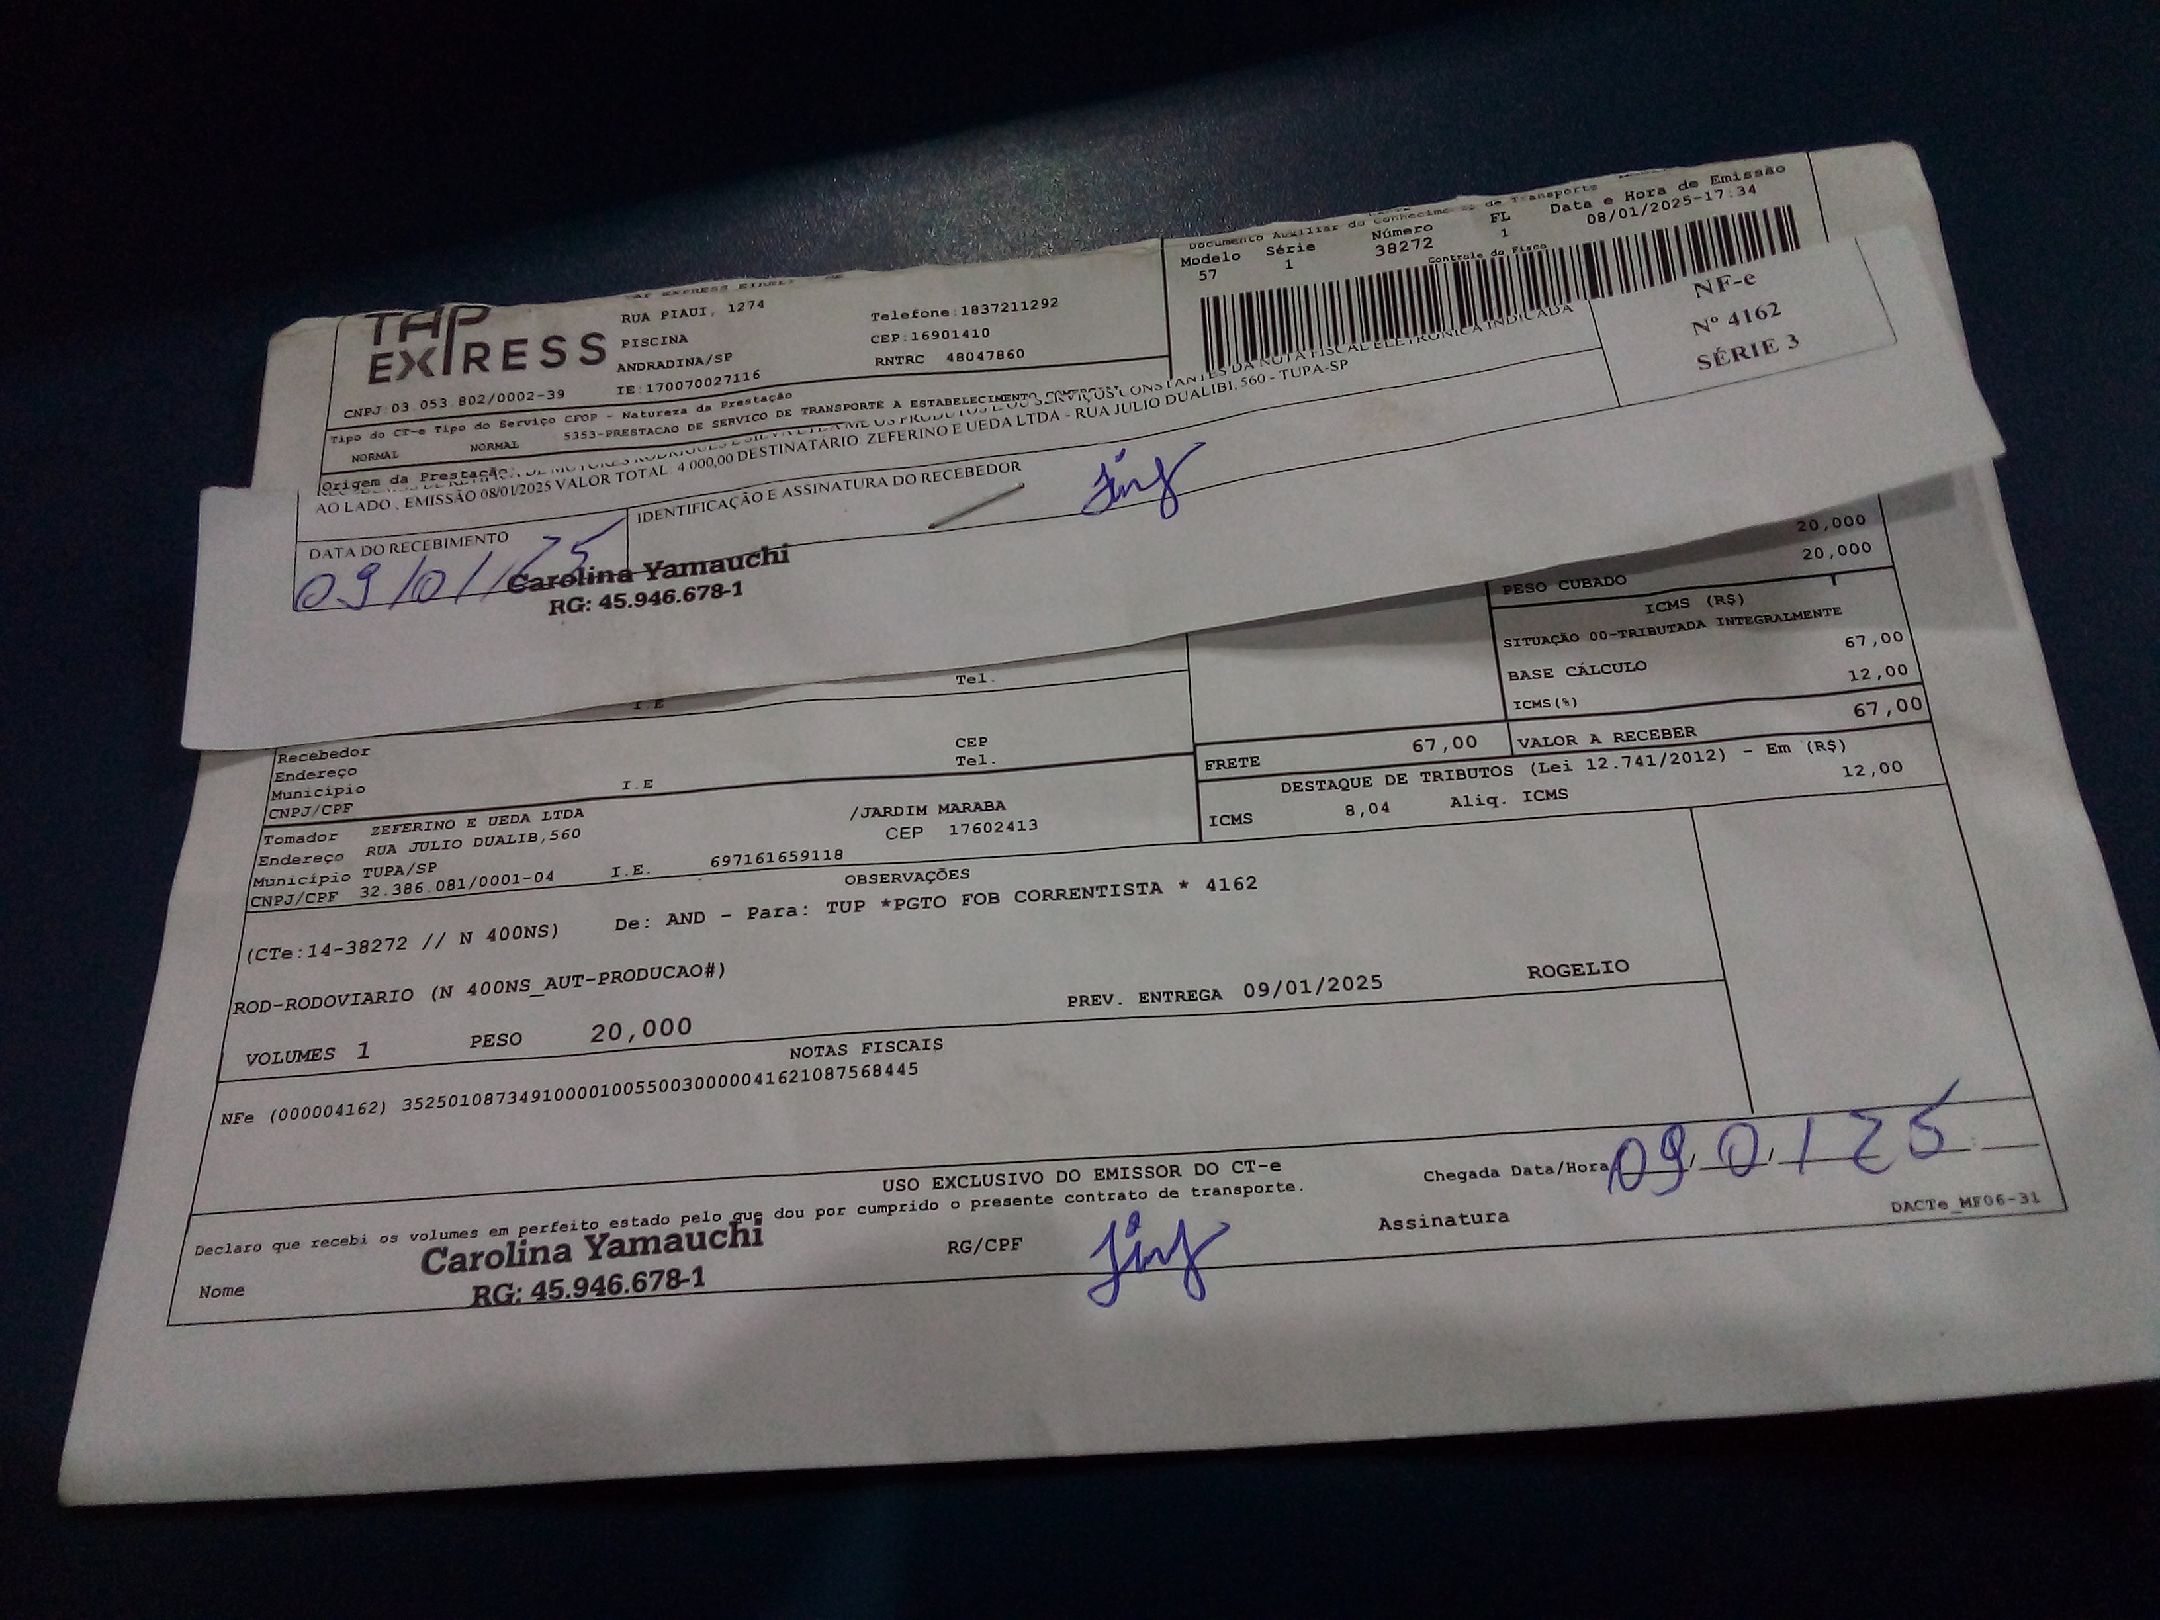 TAP
EXPRESS
RUA PIAUI, 1274
PISCINA
ANDRADINA/SP
IE:170070027116
CNPJ:03.053.802/0002-39
Telefone:1837211292
CEP:16901410
RNTRC 48047860
Documento Auxiliar do Conhecimento de Transporte
Modelo Série Número FL Data e Hora de Emissão
57 1 38272 1 08/01/2025-17:34
Controle do Fisco
Tipo do CT-e Tipo do Serviço CFOP - Natureza da Prestação
NORMAL NORMAL 5353-PRESTACAO DE SERVICO DE TRANSPORTE A ESTABELECIMENTO
Origem da Prestação
CONSTANTES DA NOTA FISCAL ELETRÔNICA INDICADA
AO LADO . EMISSÃO 08/01/2025 VALOR TOTAL 4.000,00 DESTINATÁRIO ZEFERINO E UEDA LTDA - RUA JULIO DUALIBI, 560 - TUPA-SP
NF-e
Nº 4162
SÉRIE 3
DATA DO RECEBIMENTO
IDENTIFICAÇÃO E ASSINATURA DO RECEBEDOR
09/01/25
Carolina Yamauchi
RG: 45.946.678-1
20,000
PESO CUBADO 20,000
ICMS (R$)
SITUAÇÃO 00-TRIBUTADA INTEGRALMENTE
BASE CÁLCULO 67,00
ICMS(%) 12,00
I.E Tel.
Recebedor
Endereço CEP
Município Tel.
CNPJ/CPF I.E
FRETE 67,00 VALOR A RECEBER 67,00
DESTAQUE DE TRIBUTOS (Lei 12.741/2012) - Em (R$)
ICMS 8,04 Aliq. ICMS 12,00
Tomador ZEFERINO E UEDA LTDA
Endereço RUA JULIO DUALIB,560 /JARDIM MARABA
Município TUPA/SP CEP 17602413
CNPJ/CPF 32.386.081/0001-04 I.E. 697161659118
OBSERVAÇÕES
(CTe:14-38272 // N 400NS) De: AND - Para: TUP *PGTO FOB CORRENTISTA * 4162
ROD-RODOVIARIO (N 400NS_AUT-PRODUCAO#)
VOLUMES 1 PESO 20,000 PREV. ENTREGA 09/01/2025 ROGELIO
NOTAS FISCAIS
NFe (000004162) 35250108734910000100550030000041621087568445
USO EXCLUSIVO DO EMISSOR DO CT-e
Declaro que recebi os volumes em perfeito estado pelo que dou por cumprido o presente contrato de transporte.
Chegada Data/Hora 09/01/25
Nome Carolina Yamauchi
RG: 45.946.678-1
RG/CPF
Assinatura
DACTe_MF06-31